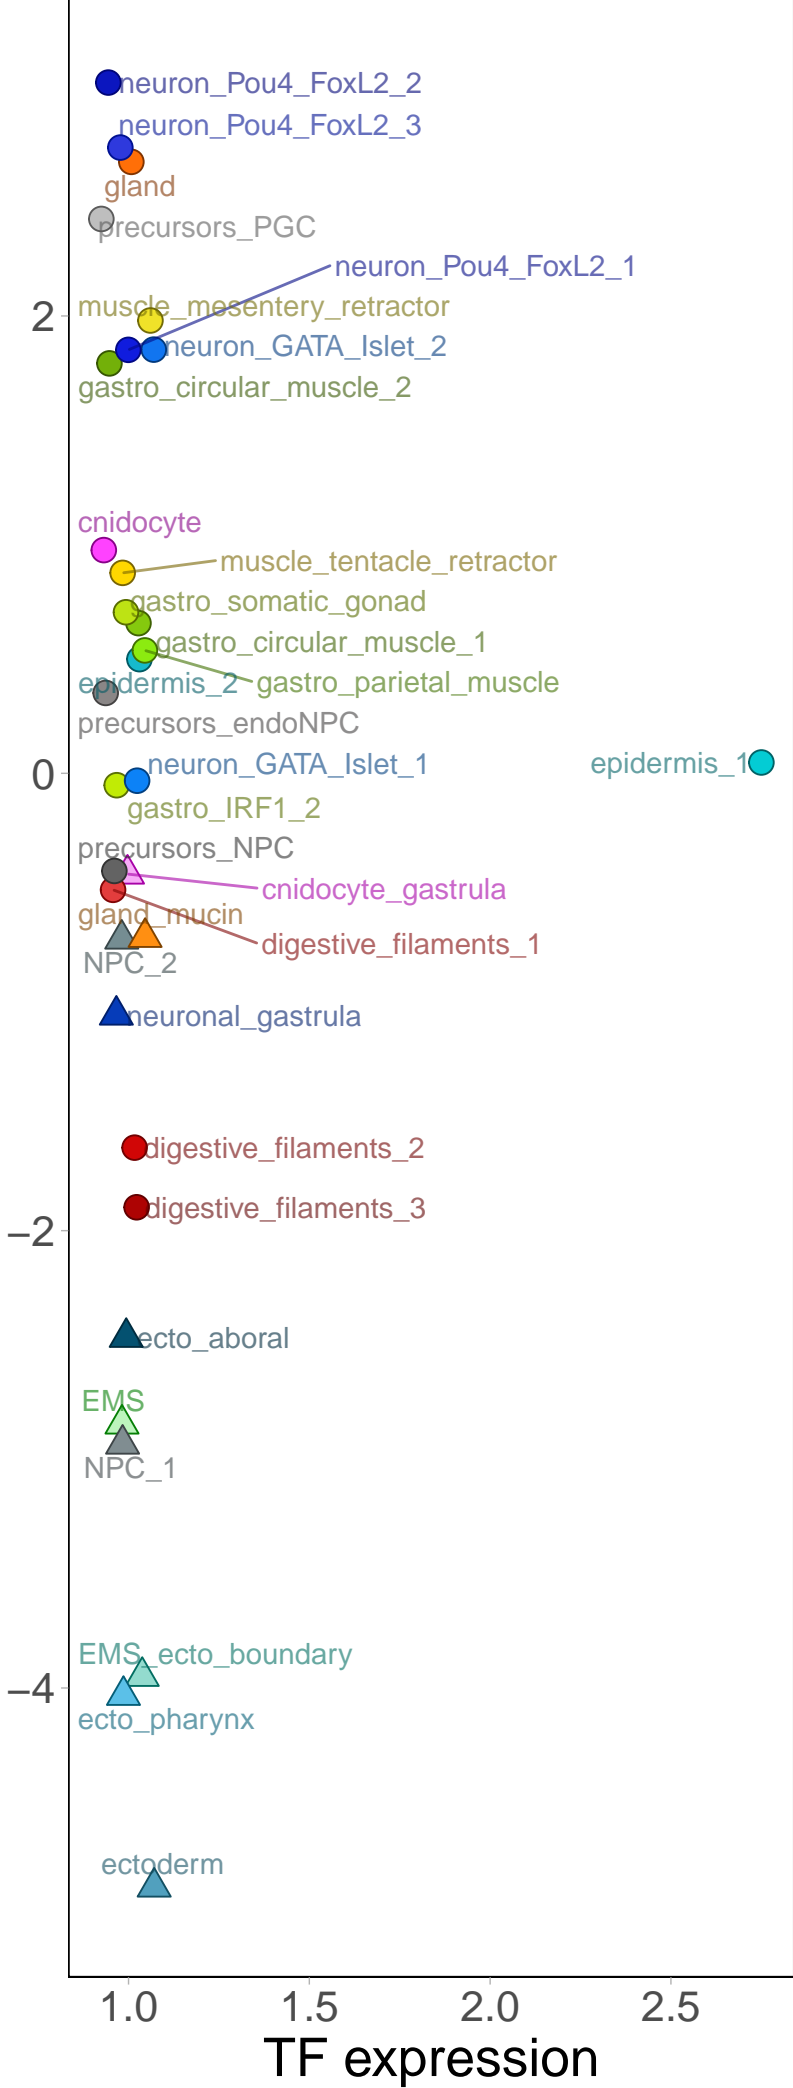 neuron_Pou4_FoxL2_2
neuron_Pou4_FoxL2_3
gland
precursors_PGC
neuron_Pou4_FoxL2_1
muscle_mesentery_retractor
2
neuron_GATA_Islet_2
gastro_circular_muscle_2
cnidocyte
muscle_tentacle_retractor
gastro_somatic_gonad
gastro_circular_muscle_1
epidermis_2
gastro_parietal_muscle
precursors_endoNPC
neuron_GATA_Islet_1
epidermis_1
0
gastro_IRF1_2
precursors_NPC
cnidocyte_gastrula
gland_mucin
digestive_filaments_1
NPC_2
neuronal_gastrula
digestive_filaments_2
digestive_filaments_3
−2
ecto_aboral
EMS
NPC_1
EMS_ecto_boundary
−4
ecto_pharynx
ectoderm
1.0 1.5 2.0 2.5
TF expression